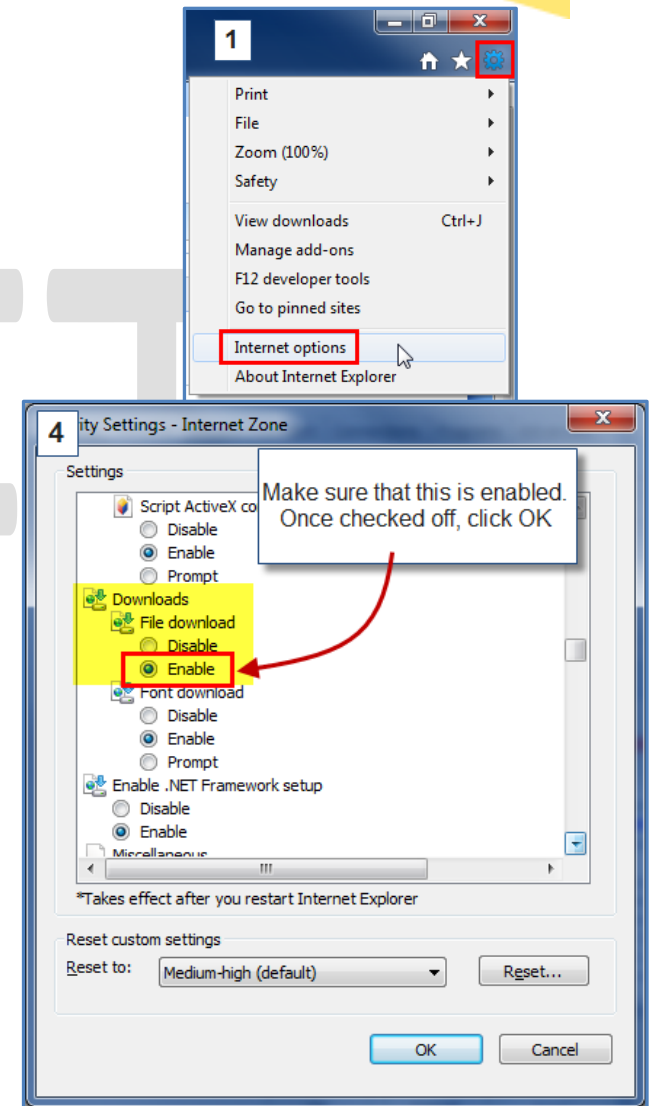 1
Print
File
Zoom (100%)
Safety
View downloads Ctrl+J
Manage add-ons
F12 developer tools
Go to pinned sites
Internet options
About Internet Explorer
4
ity Settings - Internet Zone
Settings
Make sure that this is enabled.
Once checked off, click OK
Script ActiveX co
Disable
Enable
Prompt
Downloads
File download
Disable
Enable
Font download
Disable
Enable
Prompt
Enable .NET Framework setup
Disable
Enable
Miscellaneous
*Takes effect after you restart Internet Explorer
Reset custom settings
Reset to: Medium-high (default) Reset...
OK Cancel